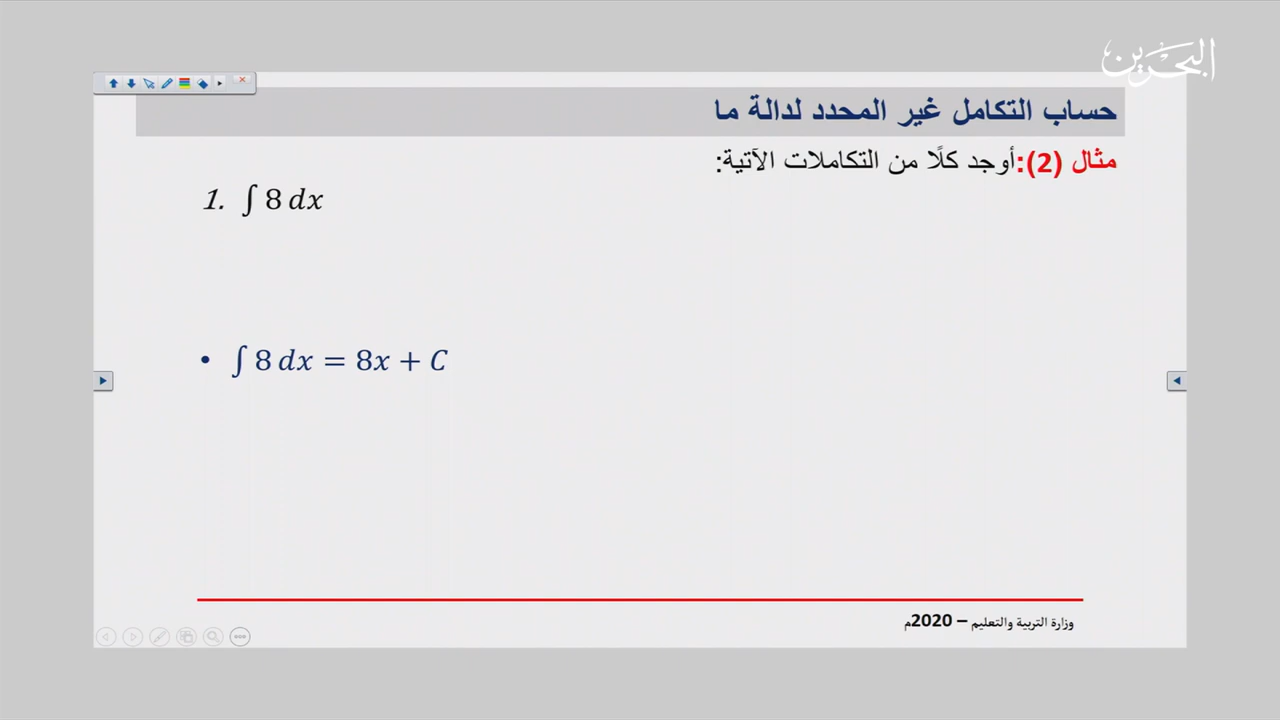 البحرين
حساب التكامل غير المحدد لدالة ما
مثال (2): أوجد كلًا من التكاملات الآتية:
1. ∫ 8 dx
• ∫ 8 dx = 8x + C
وزارة التربية والتعليم – 2020م